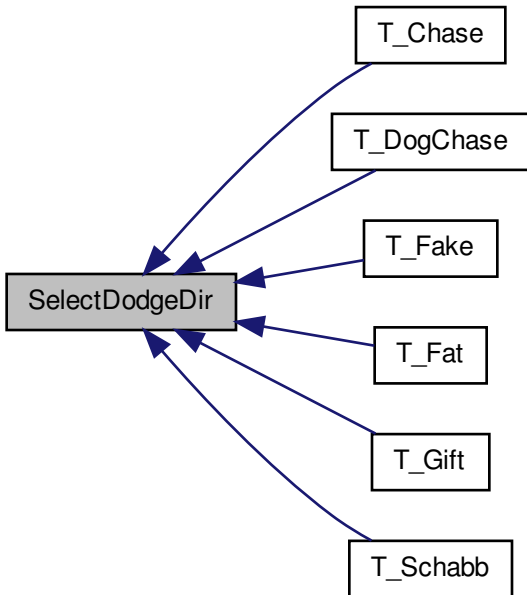 T_Chase
T_DogChase
T_Fake
SelectDodgeDir
T_Fat
T_Gift
T_Schabb